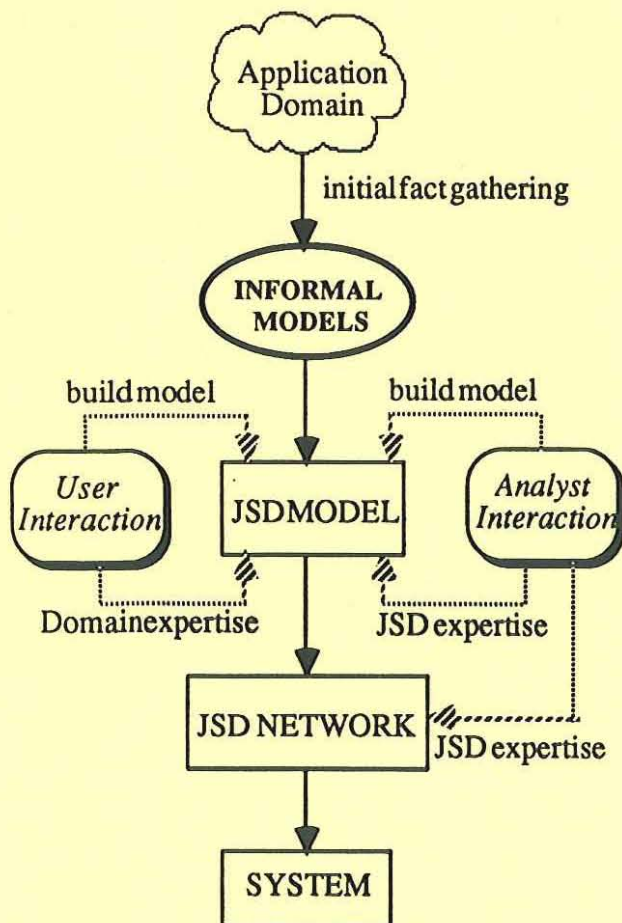 Application
Domain
initial fact gathering
INFORMAL
MODELS
build model
build model
User
Interaction
JSD MODEL
Analyst
Interaction
Domain expertise
JSD expertise
JSD NETWORK
JSD expertise
SYSTEM